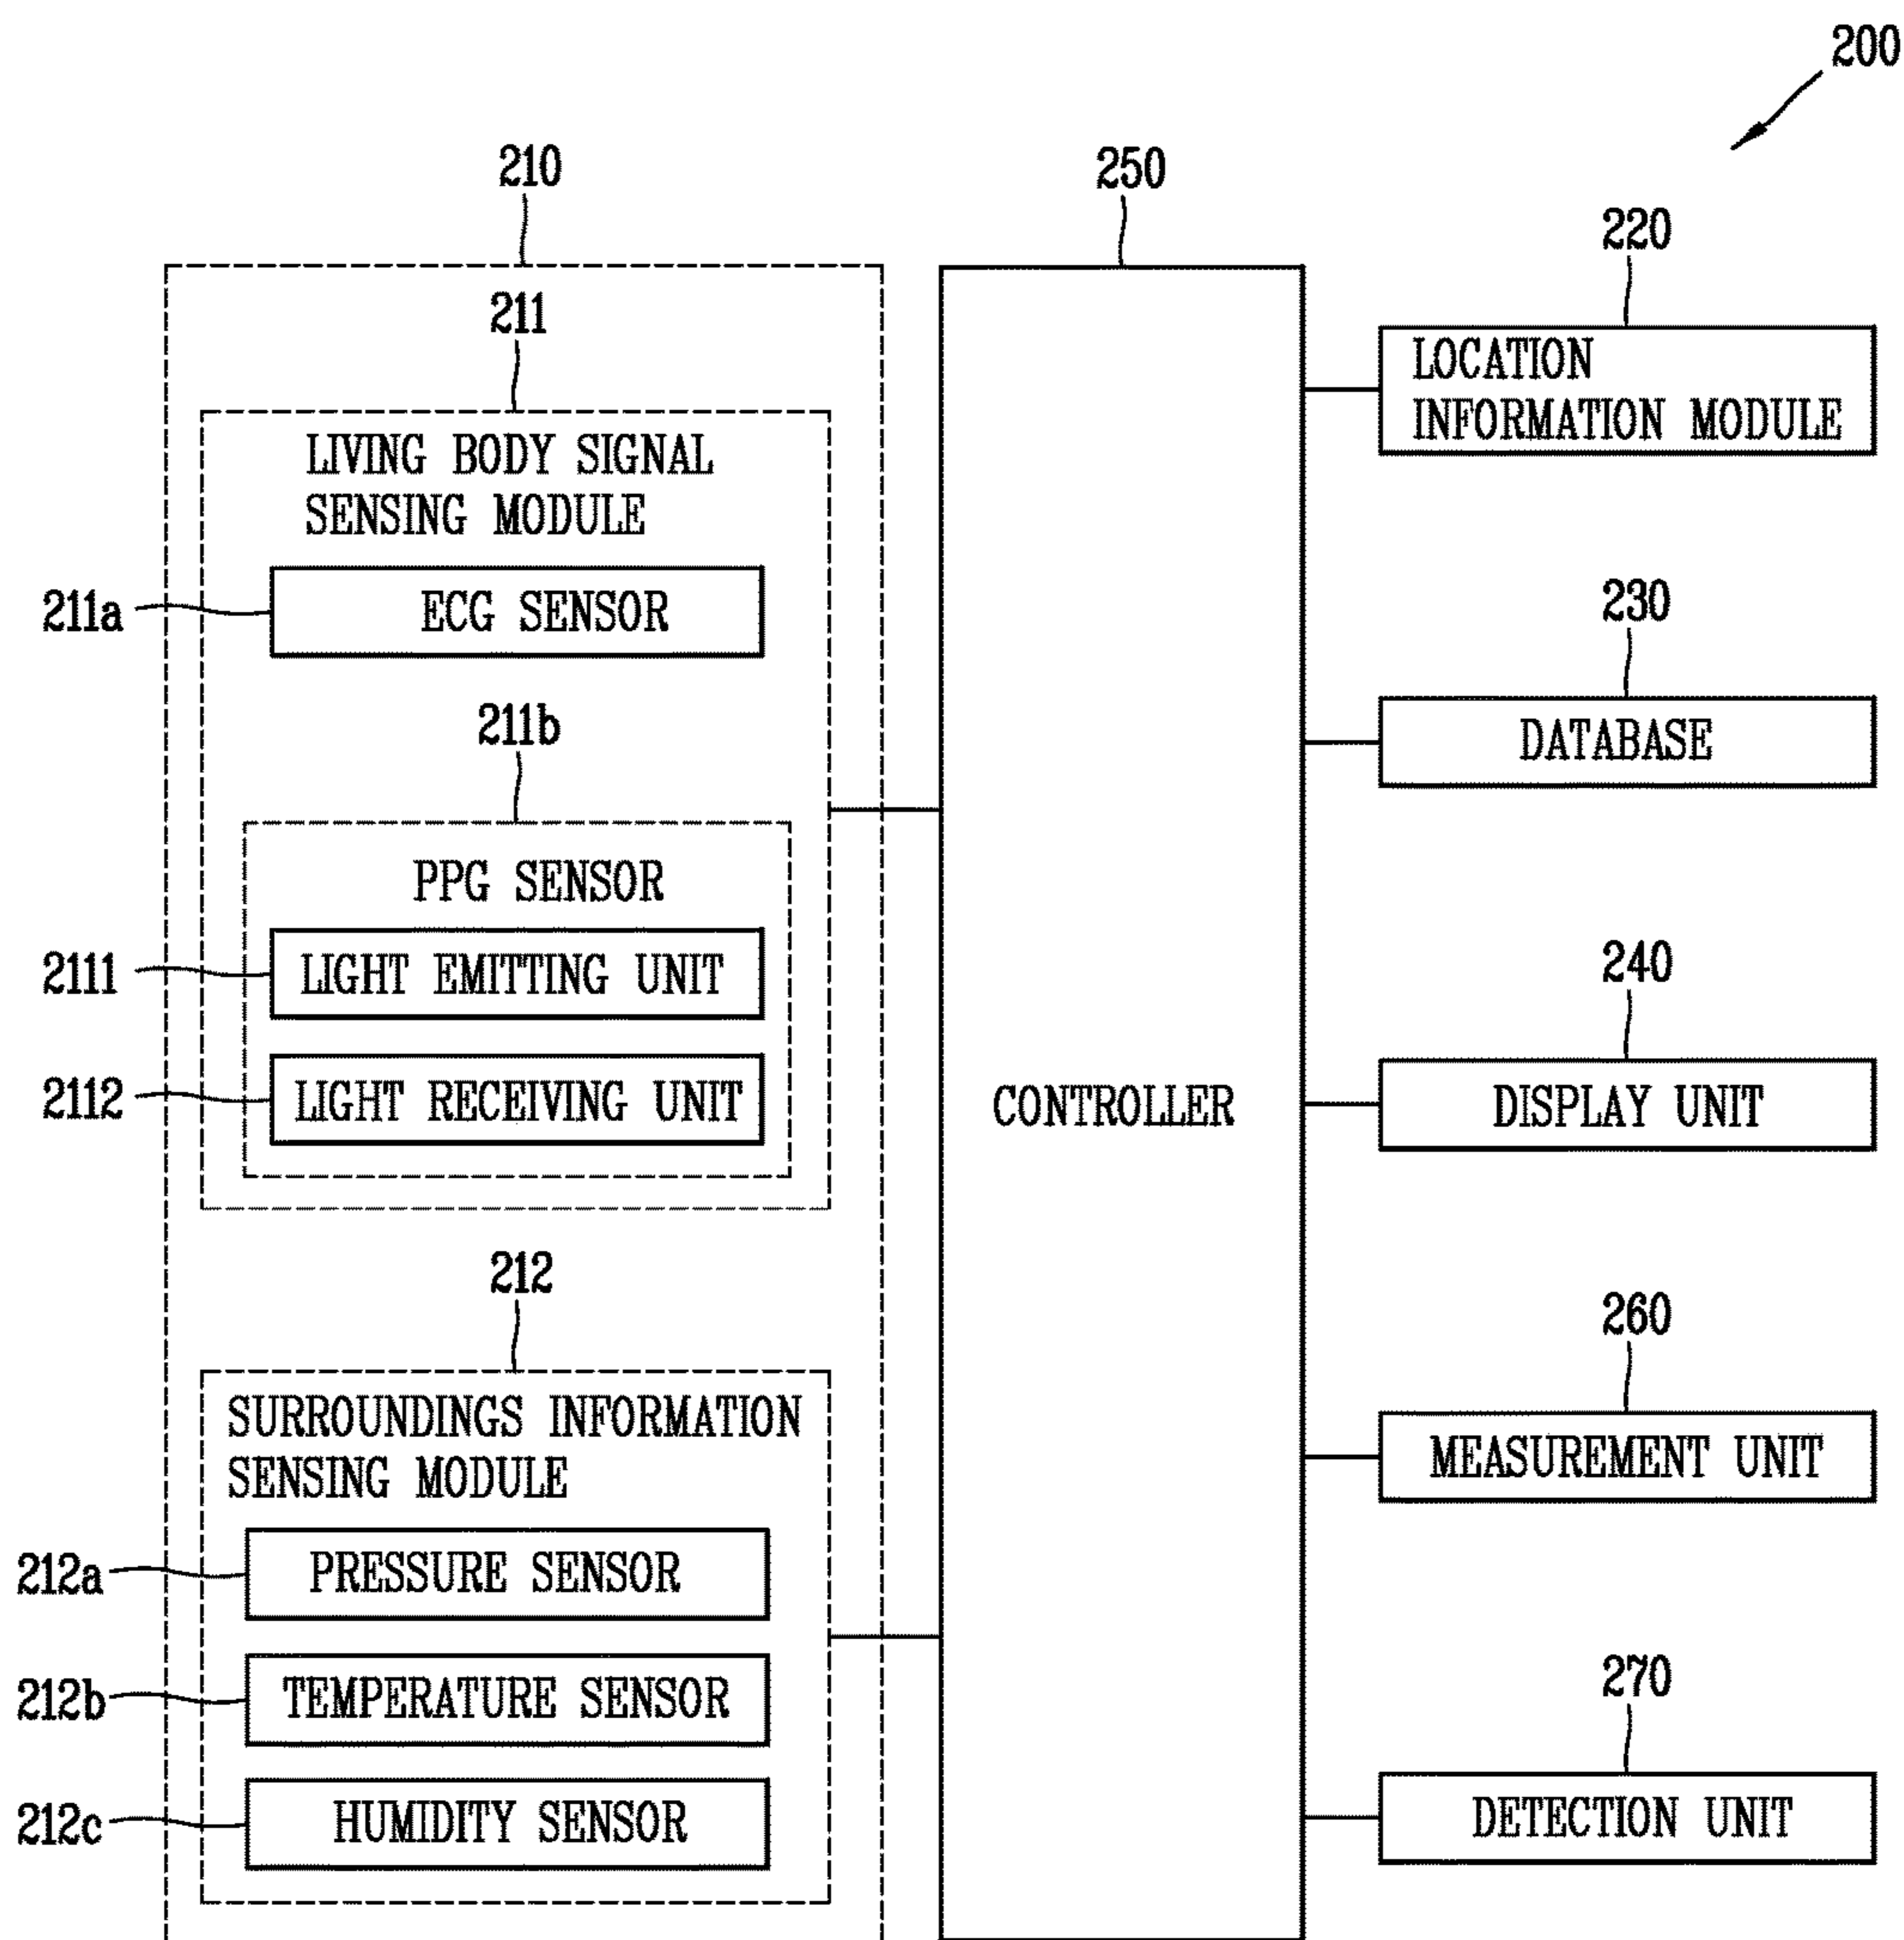 200
210
250
220
211
LOCATION
INFORMATION MODULE
LIVING BODY SIGNAL
SENSING MODULE
211a
ECG SENSOR
230
DATABASE
211b
PPG SENSOR
2111
LIGHT EMITTING UNIT
240
2112
LIGHT RECEIVING UNIT
CONTROLLER
DISPLAY UNIT
212
260
SURROUNDINGS INFORMATION
SENSING MODULE
MEASUREMENT UNIT
212a
PRESSURE SENSOR
212b
TEMPERATURE SENSOR
270
212c
HUMIDITY SENSOR
DETECTION UNIT